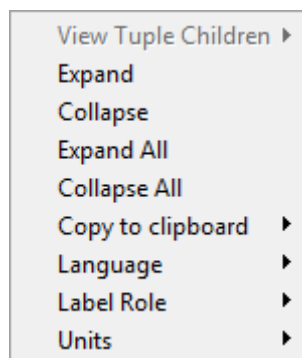 View Tuple Children
Expand
Collapse
Expand All
Collapse All
Copy to clipboard
Language
Label Role
Units